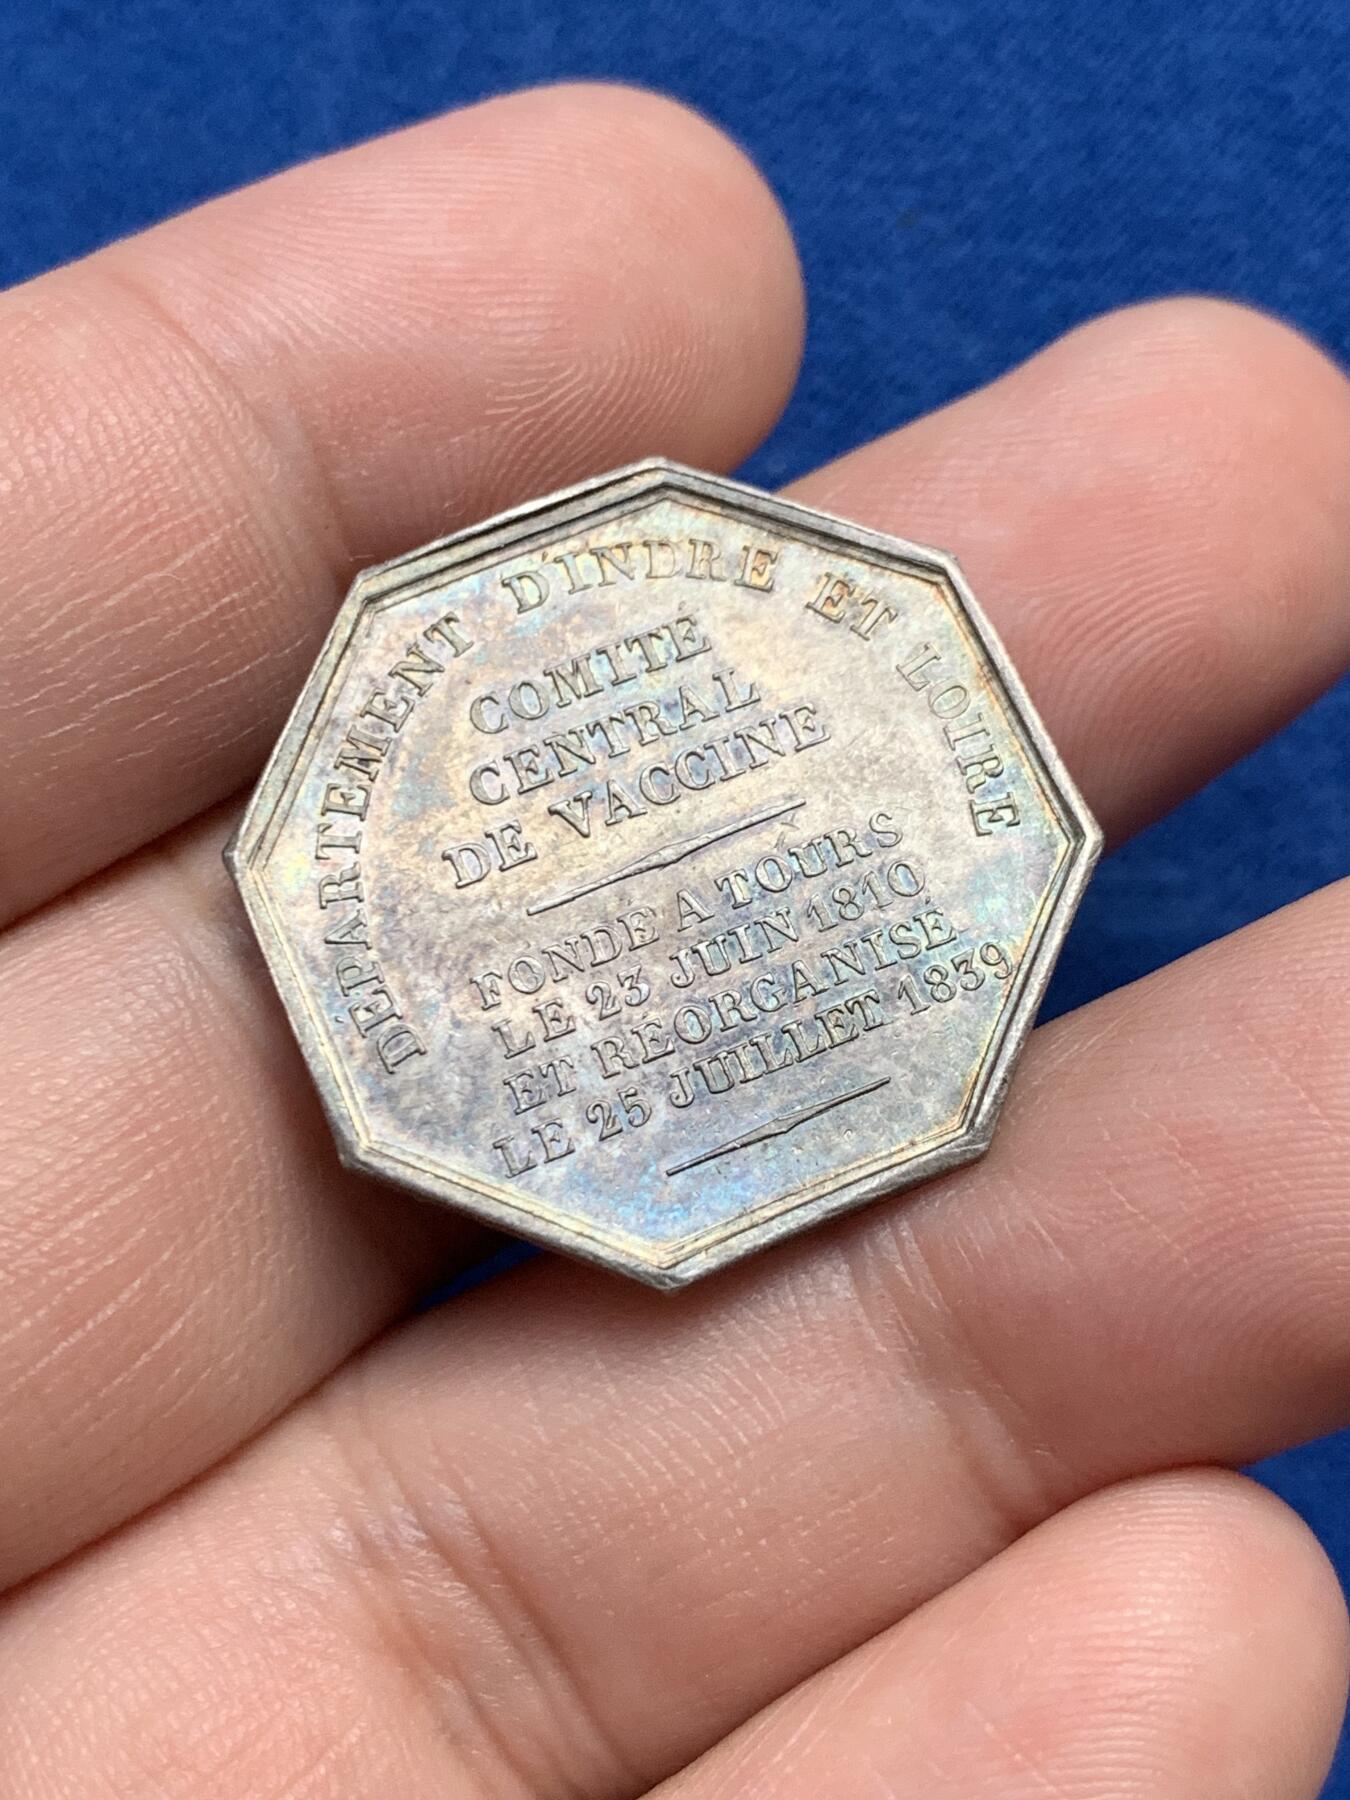 DÉPARTEMENT D'INDRE ET LOIRE
COMITÉ
CENTRAL
DE VACCINE
FONDÉ A TOURS
LE 23 JUIN 1810
ET RÉORGANISÉ
LE 25 JUILLET 1839